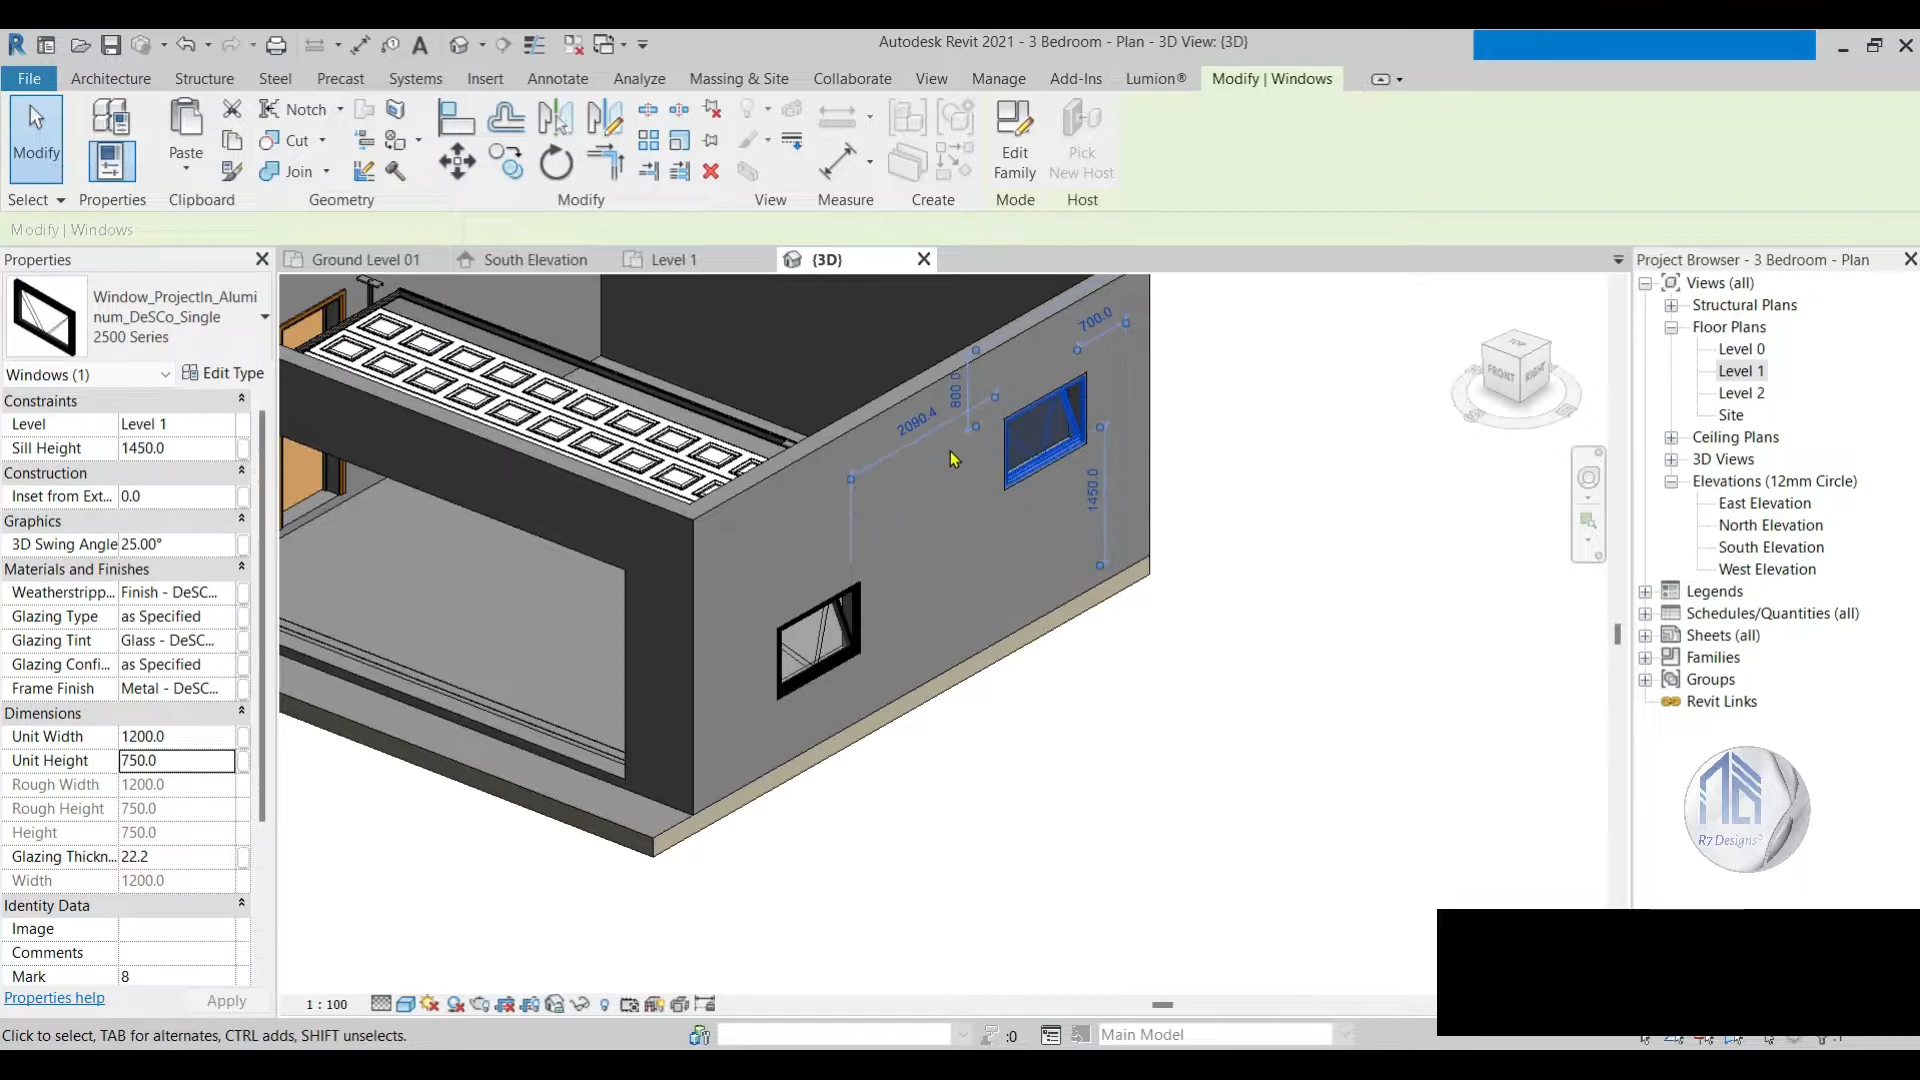 Autodesk Revit 2021 - 3 Bedroom - Plan - 3D View: {3D}
File Architecture Structure Steel Precast Systems Insert Annotate Analyze Massing & Site Collaborate View Manage Add-Ins Lumion® Modify | Windows
Modify
Paste
Notch
Cut
Join
Edit Family
Pick New Host
Select Properties Clipboard Geometry Modify View Measure Create Mode Host
Modify | Windows
Properties
Ground Level 01 South Elevation Level 1 {3D}
Window_ProjectIn_Alumi
num_DeSCo_Single
2500 Series
Windows (1) Edit Type
Constraints
Level Level 1
Sill Height 1450.0
Construction
Inset from Ext... 0.0
Graphics
3D Swing Angle 25.00°
Materials and Finishes
Weatherstripp... Finish - DeSC...
Glazing Type as Specified
Glazing Tint Glass - DeSC...
Glazing Confi... as Specified
Frame Finish Metal - DeSC...
Dimensions
Unit Width 1200.0
Unit Height 750.0
Rough Width 1200.0
Rough Height 750.0
Height 750.0
Glazing Thickn... 22.2
Width 1200.0
Identity Data
Image
Comments
Mark 8
Properties help Apply
700.0
800.0
2090.4
1450.0
TOP
FRONT
RIGHT
Project Browser - 3 Bedroom - Plan
Views (all)
Structural Plans
Floor Plans
Level 0
Level 1
Level 2
Site
Ceiling Plans
3D Views
Elevations (12mm Circle)
East Elevation
North Elevation
South Elevation
West Elevation
Legends
Schedules/Quantities (all)
Sheets (all)
Families
Groups
Revit Links
R7 Designs
1 : 100
Click to select, TAB for alternates, CTRL adds, SHIFT unselects.
:0
Main Model